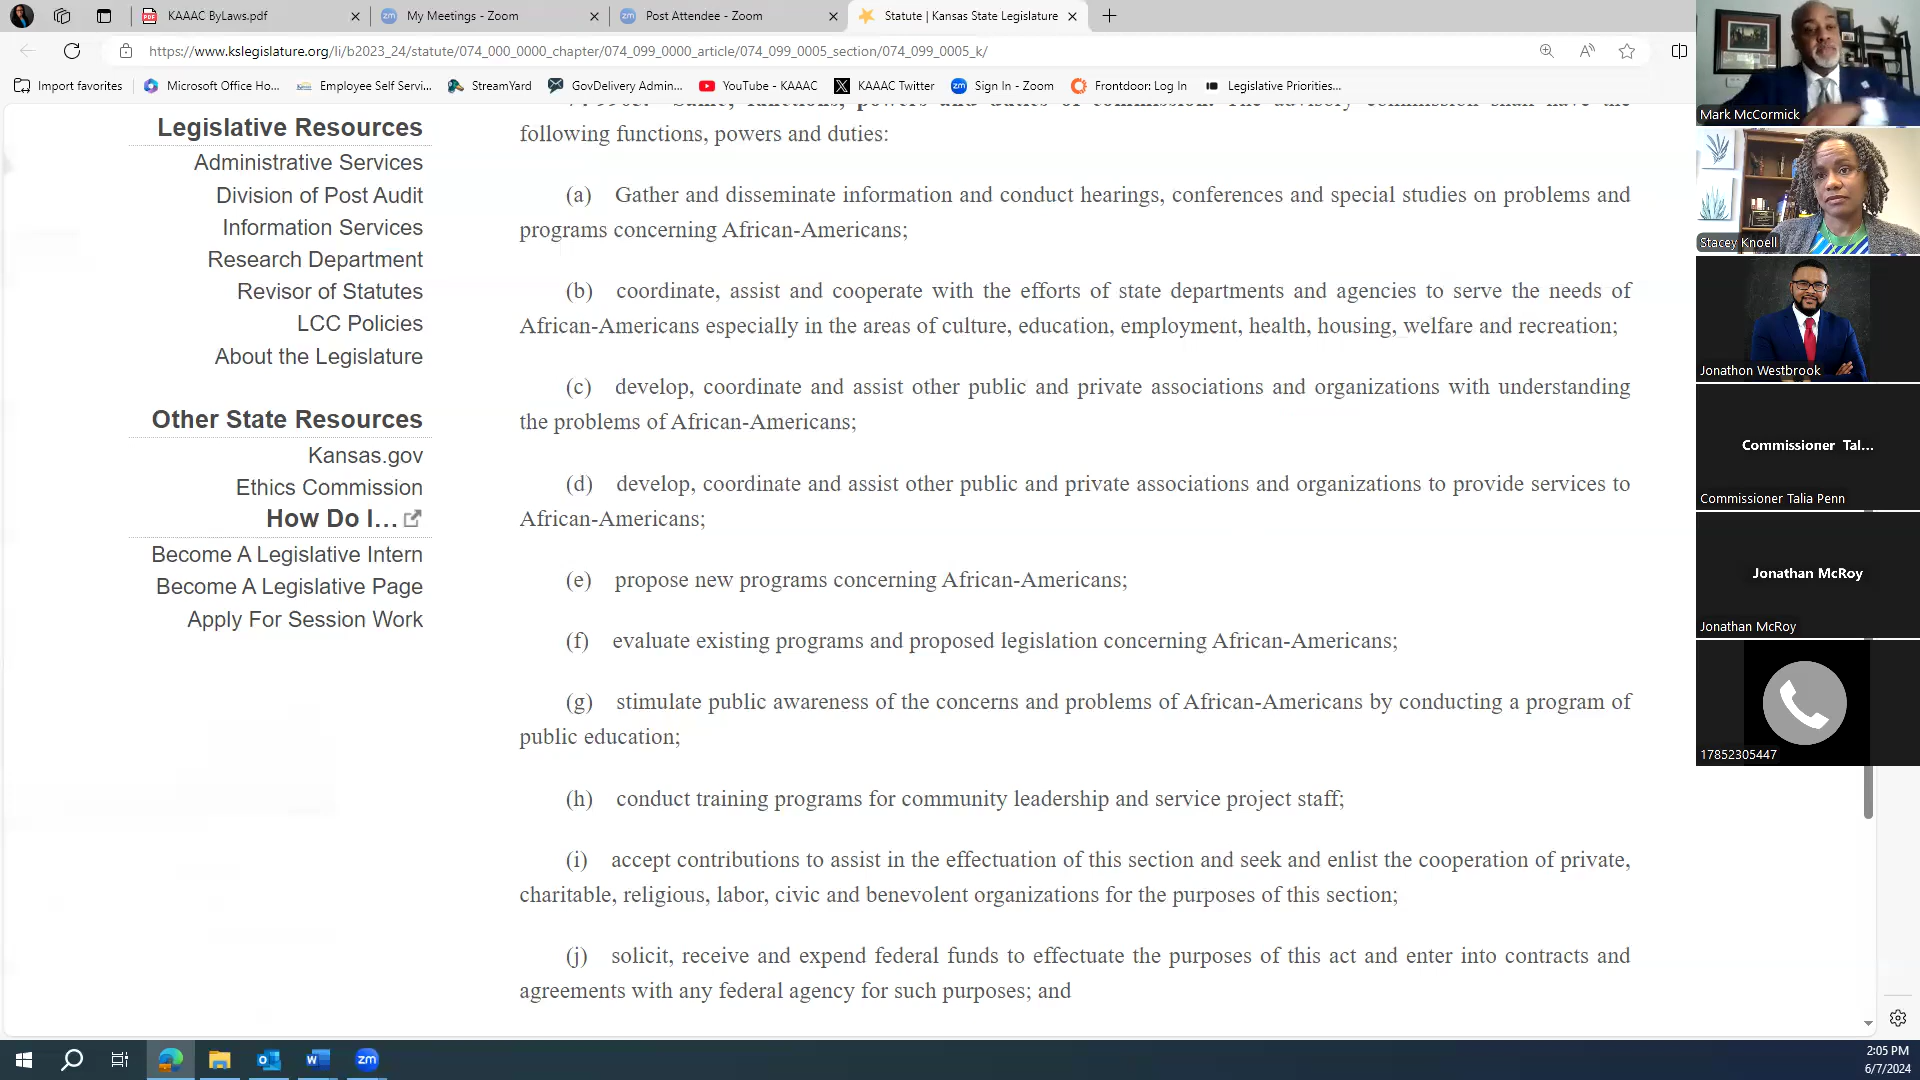 KAAAC ByLaws.pdf
My Meetings - Zoom
Post Attendee - Zoom
Statute | Kansas State Legislature
https://www.kslegislature.org/li/b2023_24/statute/074_000_0000_chapter/074_099_0000_article/074_099_0005_section/074_099_0005_k/
Import favorites
Microsoft Office Ho...
Employee Self Servi...
StreamYard
GovDelivery Admin...
YouTube - KAAAC
KAAAC Twitter
Sign In - Zoom
Frontdoor: Log In
Legislative Priorities...
Legislative Resources
Administrative Services
Division of Post Audit
Information Services
Research Department
Revisor of Statutes
LCC Policies
About the Legislature
Other State Resources
Kansas.gov
Ethics Commission
How Do I...
Become A Legislative Intern
Become A Legislative Page
Apply For Session Work
functions, powers and duties of commission. The advisory commission shall have the
following functions, powers and duties:
(a) Gather and disseminate information and conduct hearings, conferences and special studies on problems and
programs concerning African-Americans;
(b) coordinate, assist and cooperate with the efforts of state departments and agencies to serve the needs of
African-Americans especially in the areas of culture, education, employment, health, housing, welfare and recreation;
(c) develop, coordinate and assist other public and private associations and organizations with understanding
the problems of African-Americans;
(d) develop, coordinate and assist other public and private associations and organizations to provide services to
African-Americans;
(e) propose new programs concerning African-Americans;
(f) evaluate existing programs and proposed legislation concerning African-Americans;
(g) stimulate public awareness of the concerns and problems of African-Americans by conducting a program of
public education;
(h) conduct training programs for community leadership and service project staff;
(i) accept contributions to assist in the effectuation of this section and seek and enlist the cooperation of private,
charitable, religious, labor, civic and benevolent organizations for the purposes of this section;
(j) solicit, receive and expend federal funds to effectuate the purposes of this act and enter into contracts and
agreements with any federal agency for such purposes; and
Mark McCormick
Stacey Knoell
Jonathon Westbrook
Commissioner Tal...
Commissioner Talia Penn
Jonathan McRoy
Jonathan McRoy
17852305447
2:05 PM
6/7/2024